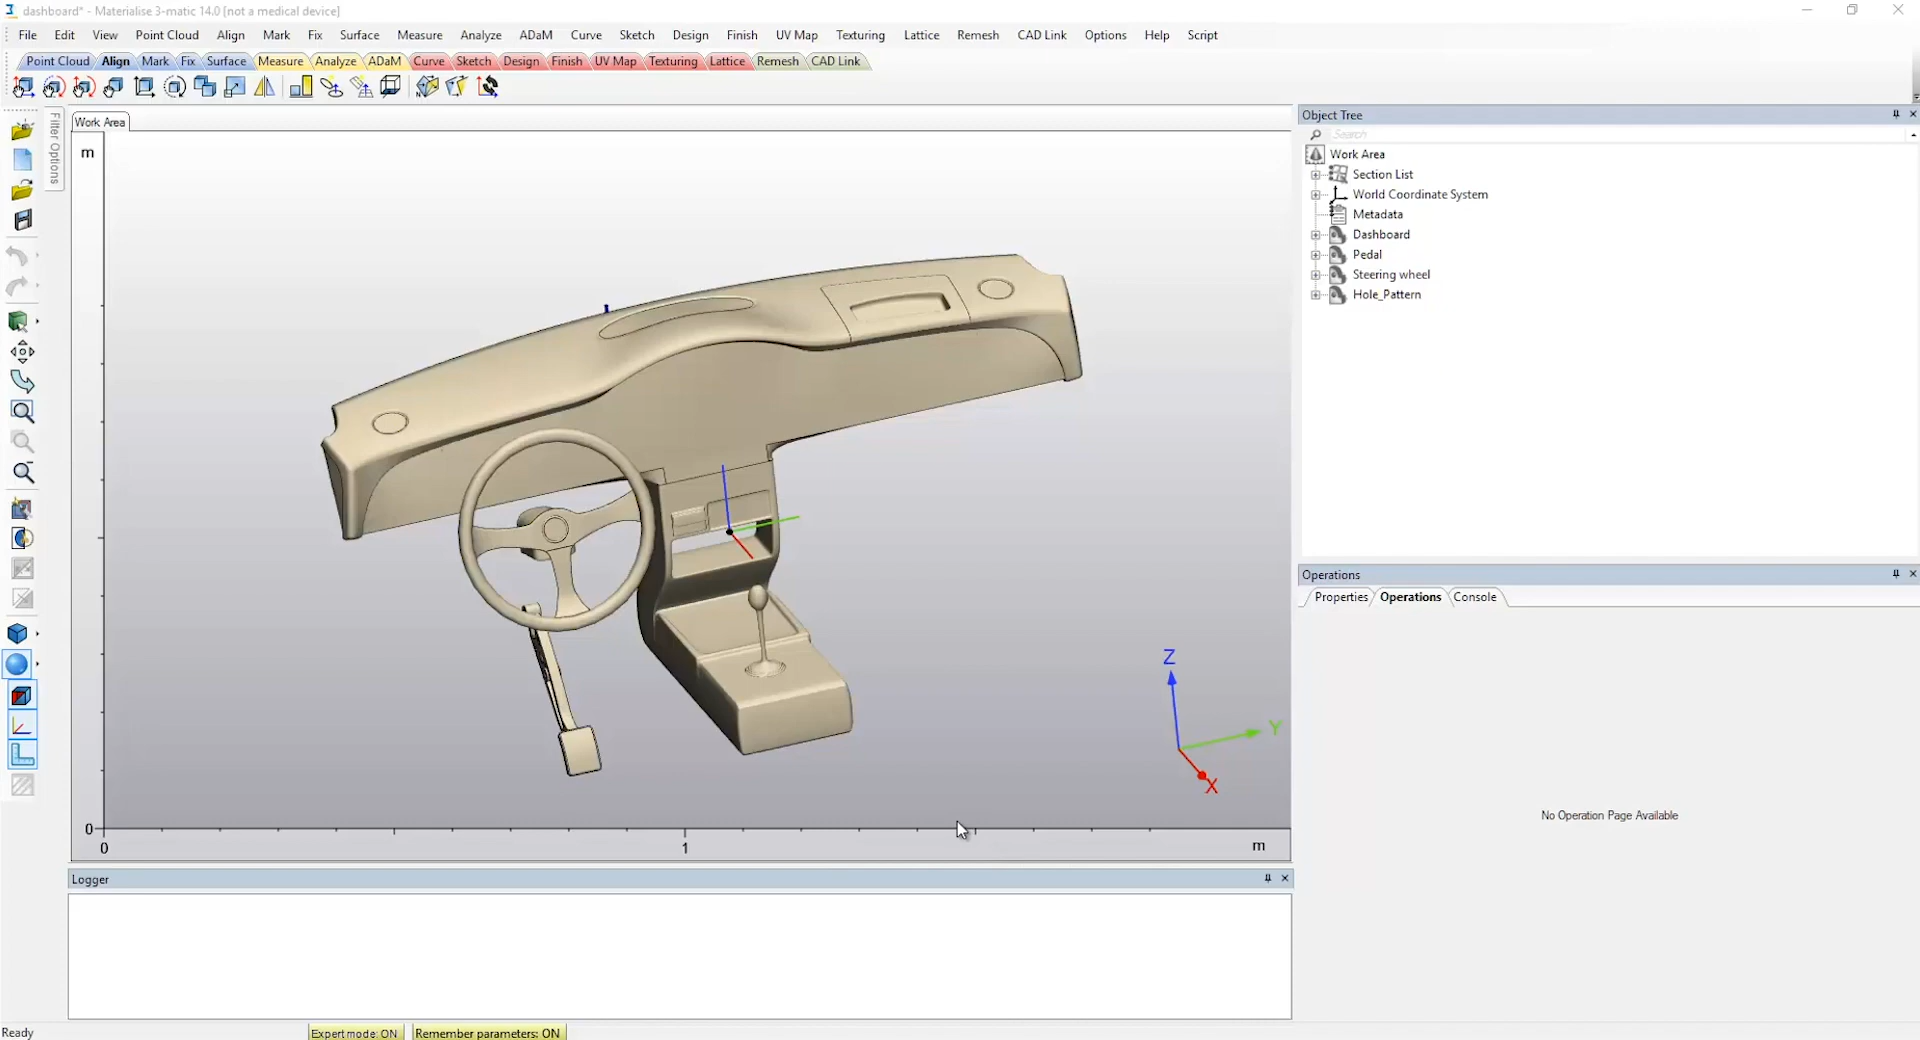 dashboard* - Materialise 3-matic 14.0 [not a medical device]
File Edit View Point Cloud Align Mark Fix Surface Measure Analyze ADaM Curve Sketch Design Finish UV Map Texturing Lattice Remesh CAD Link Options Help Script
Point Cloud Align Mark Fix Surface Measure Analyze ADaM Curve Sketch Design Finish UV Map Texturing Lattice Remesh CAD Link
Filter Options
Work Area
m
Z
Y
X
0
0 1 m
Logger
Object Tree
Search
Work Area
Section List
World Coordinate System
Metadata
Dashboard
Pedal
Steering wheel
Hole_Pattern
Operations
Properties Operations Console
No Operation Page Available
Ready Expert mode: ON Remember parameters: ON